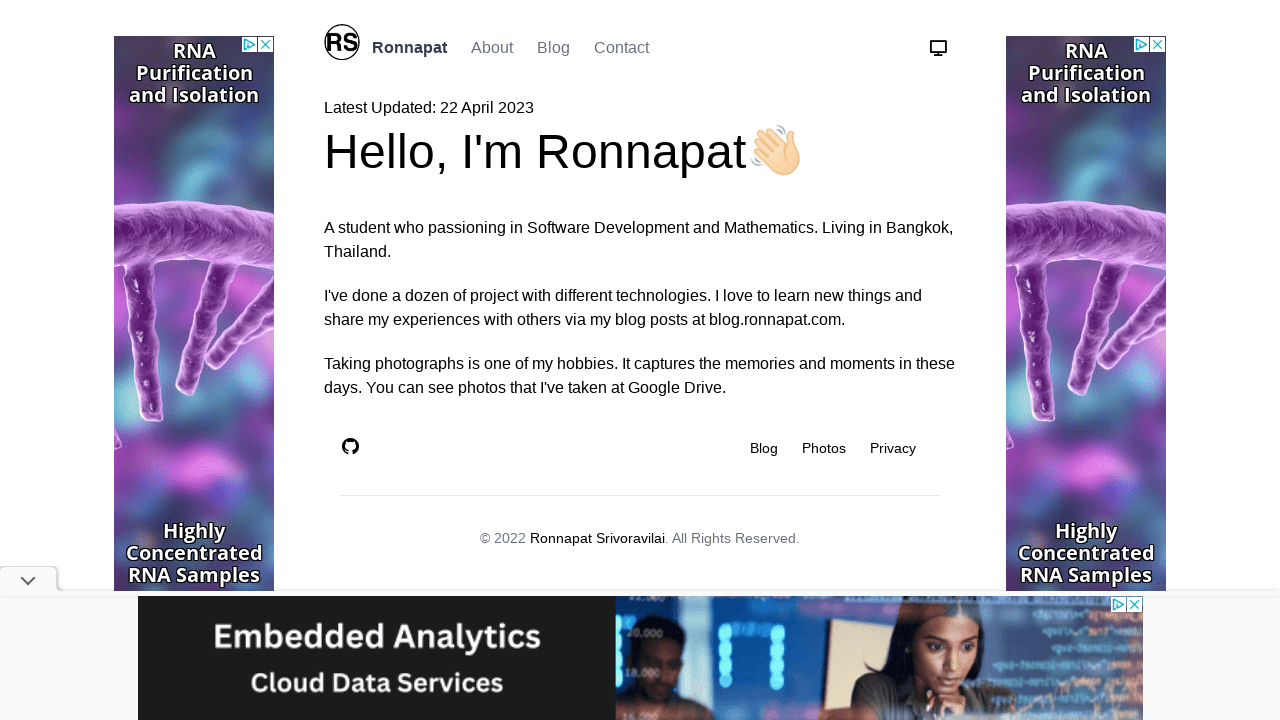 RS
Ronnapat About Blog Contact
RNA
Purification
and Isolation
Highly
Concentrated
RNA Samples
Latest Updated: 22 April 2023
Hello, I'm Ronnapat👋🏻
A student who passioning in Software Development and Mathematics. Living in Bangkok,
Thailand.
I've done a dozen of project with different technologies. I love to learn new things and
share my experiences with others via my blog posts at blog.ronnapat.com.
Taking photographs is one of my hobbies. It captures the memories and moments in these
days. You can see photos that I've taken at Google Drive.
Blog Photos Privacy
© 2022 Ronnapat Srivoravilai. All Rights Reserved.
RNA
Purification
and Isolation
Highly
Concentrated
RNA Samples
Embedded Analytics
Cloud Data Services
20,000